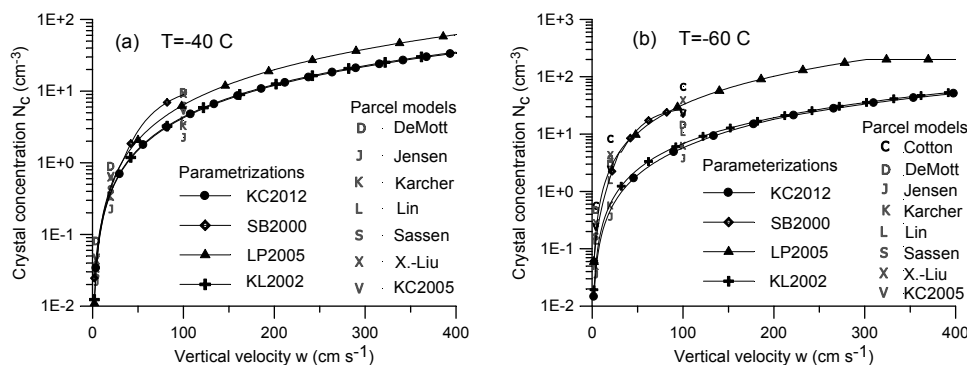 Crystal concentration N_C (cm⁻³)
1E+2
1E+1
1E+0
1E-1
1E-2
(a) T=-40 C
Parametrizations
KC2012
SB2000
LP2005
KL2002
Parcel models
D DeMott
J Jensen
K Karcher
L Lin
S Sassen
X X.-Liu
V KC2005
0 100 200 300 400
Vertical velocity w (cm s⁻¹)
Crystal concentration N_C (cm⁻³)
1E+3
1E+2
1E+1
1E+0
1E-1
1E-2
(b) T=-60 C
Parameterizations
KC2012
SB2000
LP2005
KL2002
Parcel models
C Cotton
D DeMott
J Jensen
K Karcher
L Lin
S Sassen
X X.-Liu
V KC2005
0 100 200 300 400
Vertical velocity w (cm s⁻¹)